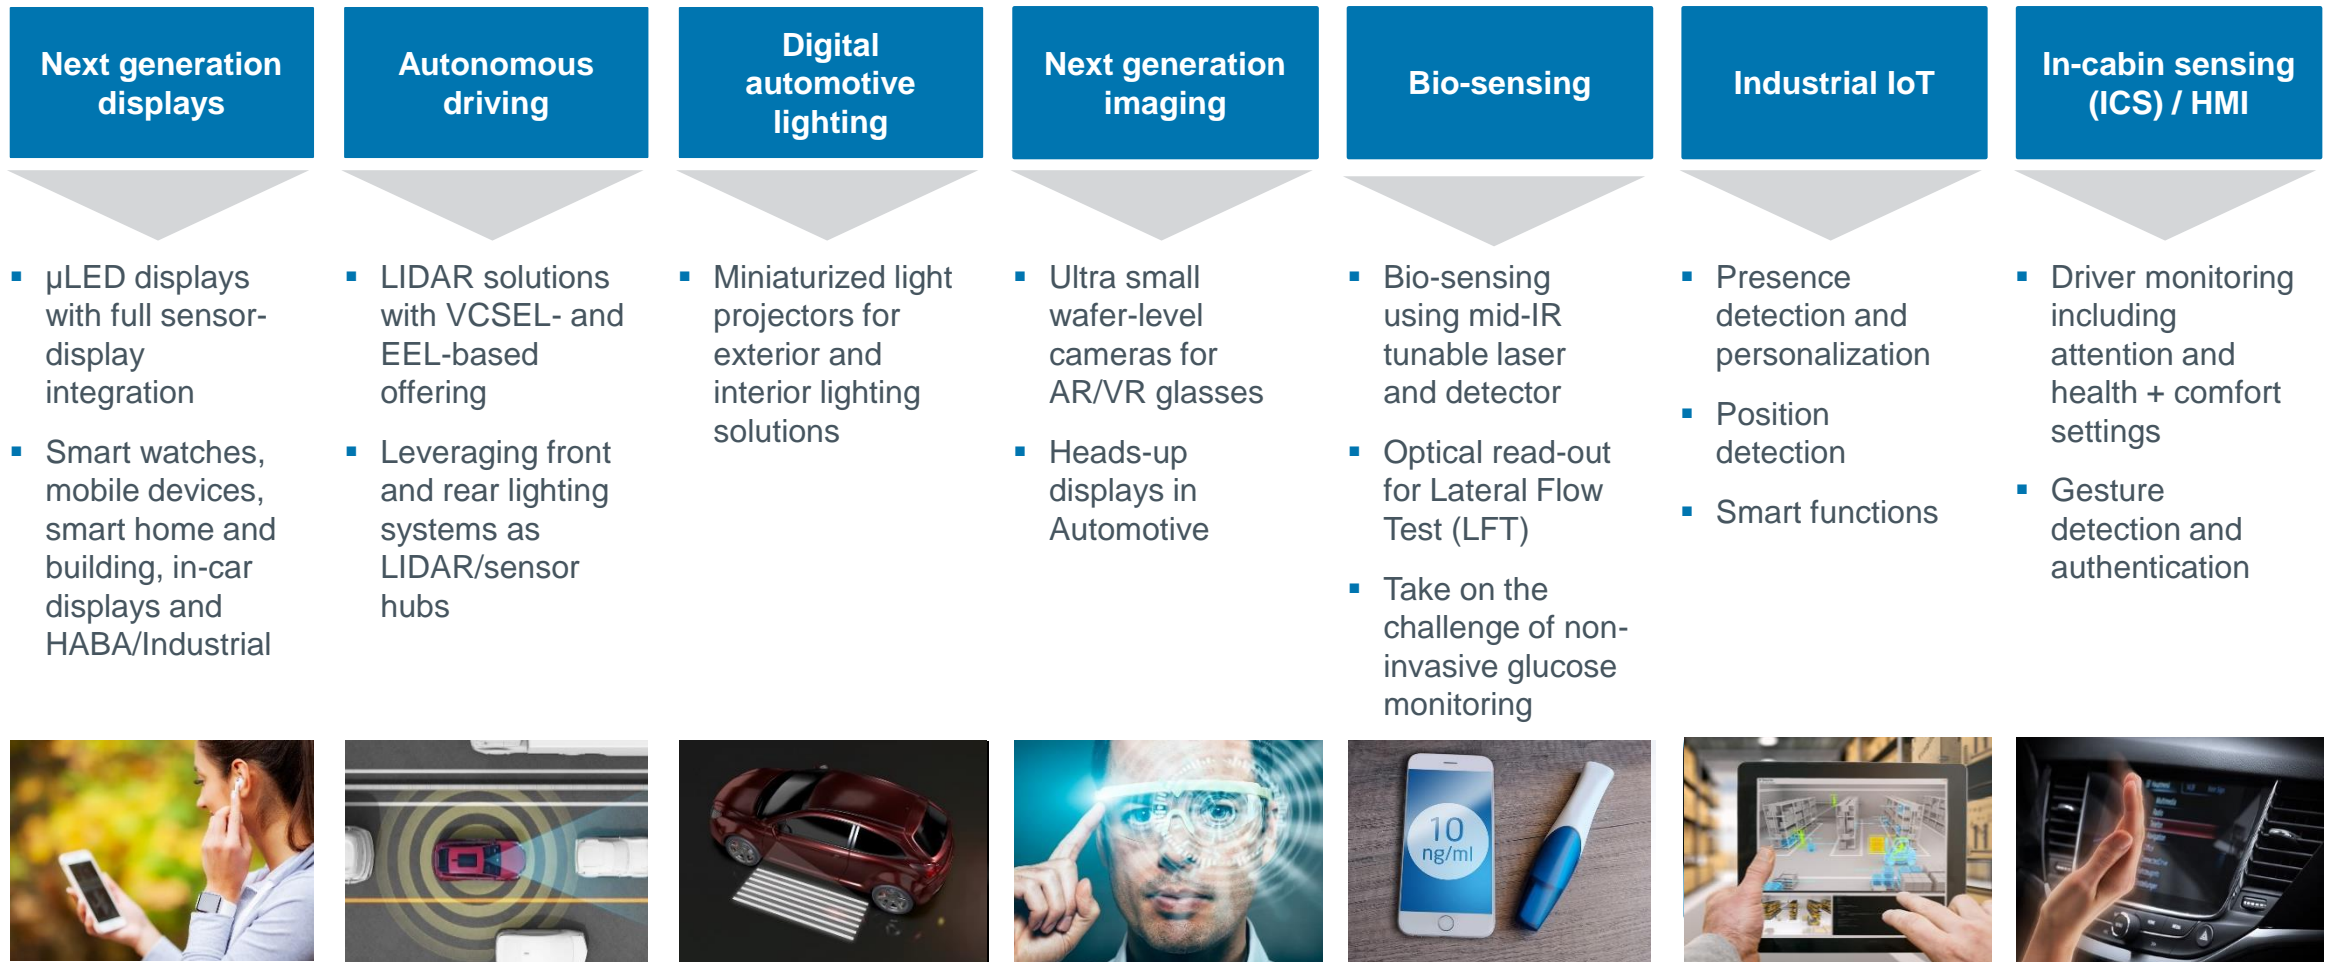 Next generation
displays
Autonomous
driving
Digital
automotive
lighting
Next generation
imaging
Bio-sensing
Industrial IoT
In-cabin sensing
(ICS) / HMI
▪ µLED displays
with full sensor-
display
integration
▪ Smart watches,
mobile devices,
smart home and
building, in-car
displays and
HABA/Industrial
▪ LIDAR solutions
with VCSEL- and
EEL-based
offering
▪ Leveraging front
and rear lighting
systems as
LIDAR/sensor
hubs
▪ Miniaturized light
projectors for
exterior and
interior lighting
solutions
▪ Ultra small
wafer-level
cameras for
AR/VR glasses
▪ Heads-up
displays in
Automotive
▪ Bio-sensing
using mid-IR
tunable laser
and detector
▪ Optical read-out
for Lateral Flow
Test (LFT)
▪ Take on the
challenge of non-
invasive glucose
monitoring
▪ Presence
detection and
personalization
▪ Position
detection
▪ Smart functions
▪ Driver monitoring
including
attention and
health + comfort
settings
▪ Gesture
detection and
authentication
10
ng/ml